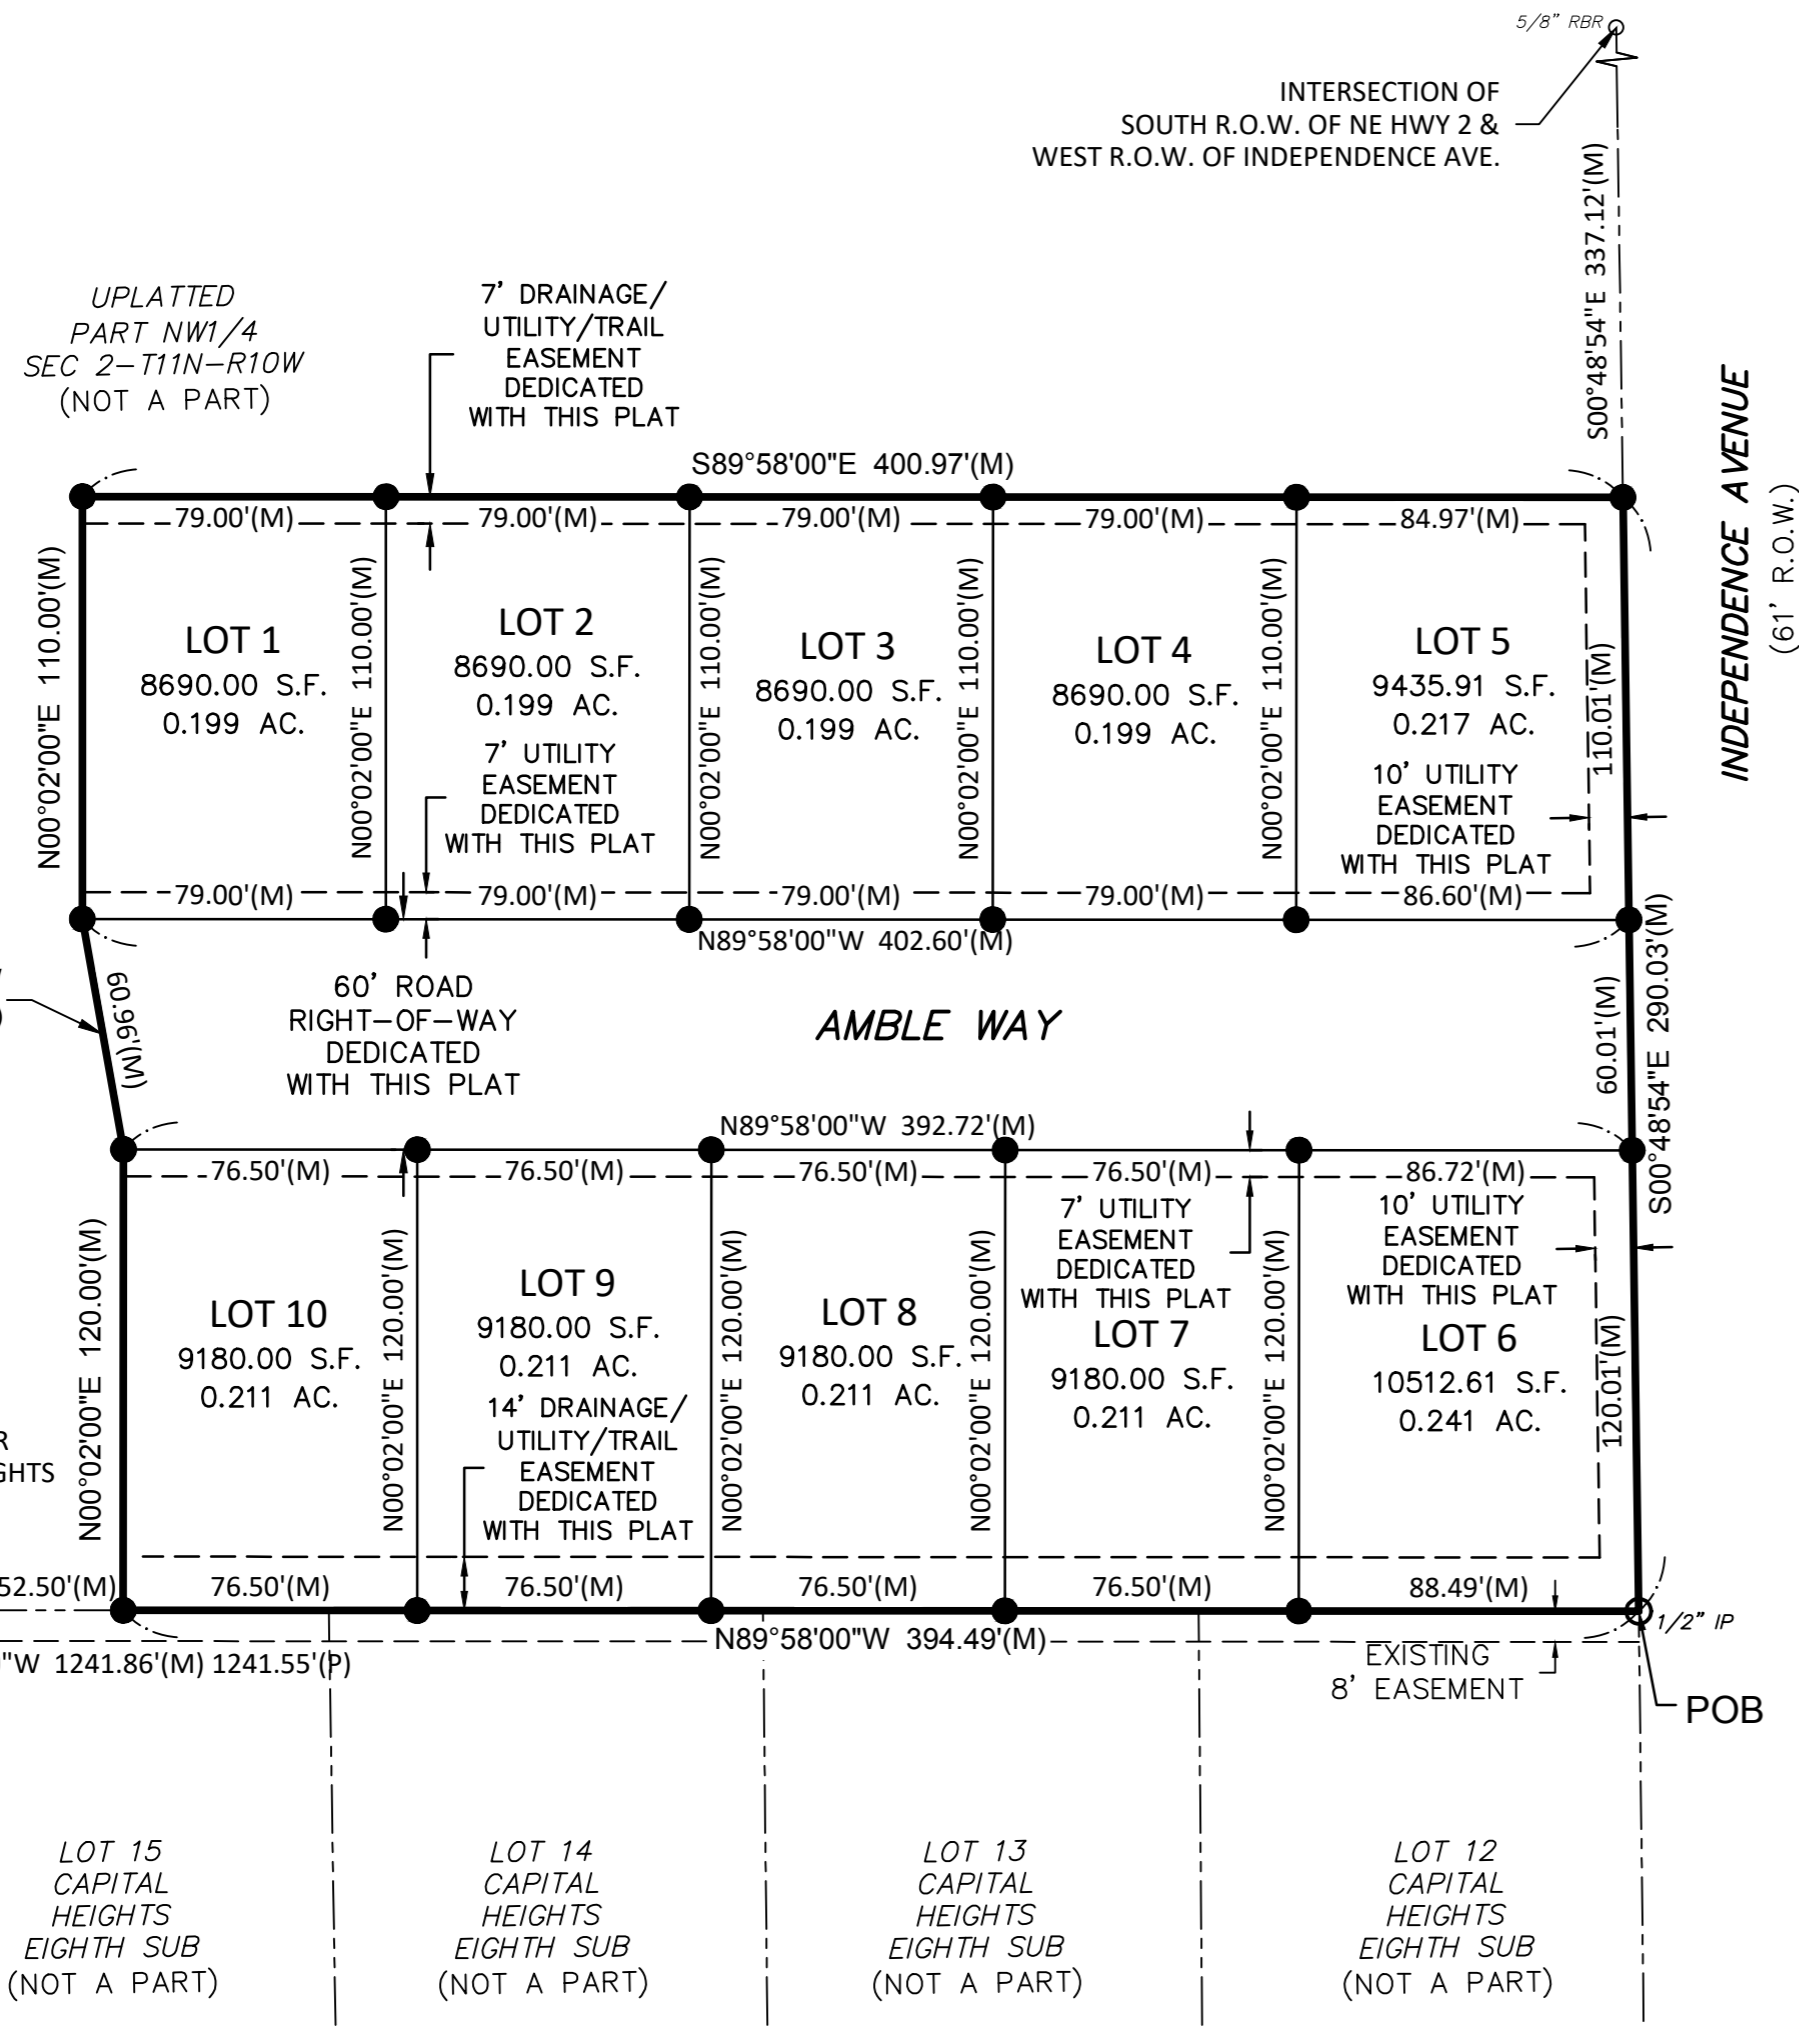 5/8" RBR
INTERSECTION OF
SOUTH R.O.W. OF NE HWY 2 &
WEST R.O.W. OF INDEPENDENCE AVE.
S00°48'54"E 337.12'(M)
UPLATTED
PART NW1/4
SEC 2-T11N-R10W
(NOT A PART)
7' DRAINAGE/
UTILITY/TRAIL
EASEMENT
DEDICATED
WITH THIS PLAT
INDEPENDENCE AVENUE
(61' R.O.W.)
S89°58'00"E 400.97'(M)
79.00'(M)
79.00'(M)
79.00'(M)
79.00'(M)
84.97'(M)
N00°02'00"E 110.00'(M)
LOT 1
8690.00 S.F.
0.199 AC.
N00°02'00"E 110.00'(M)
LOT 2
8690.00 S.F.
0.199 AC.
7' UTILITY
EASEMENT
DEDICATED
WITH THIS PLAT
N00°02'00"E 110.00'(M)
LOT 3
8690.00 S.F.
0.199 AC.
N00°02'00"E 110.00'(M)
LOT 4
8690.00 S.F.
0.199 AC.
N00°02'00"E 110.00'(M)
LOT 5
9435.91 S.F.
0.217 AC.
10' UTILITY
EASEMENT
DEDICATED
WITH THIS PLAT
110.01'(M)
79.00'(M)
79.00'(M)
79.00'(M)
79.00'(M)
86.60'(M)
N89°58'00"W 402.60'(M)
60.96'(M)
60' ROAD
RIGHT-OF-WAY
DEDICATED
WITH THIS PLAT
AMBLE WAY
60.01'(M)
S00°48'54"E 290.03'(M)
N89°58'00"W 392.72'(M)
76.50'(M)
76.50'(M)
76.50'(M)
76.50'(M)
86.72'(M)
N00°02'00"E 120.00'(M)
LOT 10
9180.00 S.F.
0.211 AC.
N00°02'00"E 120.00'(M)
LOT 9
9180.00 S.F.
0.211 AC.
14' DRAINAGE/
UTILITY/TRAIL
EASEMENT
DEDICATED
WITH THIS PLAT
N00°02'00"E 120.00'(M)
LOT 8
9180.00 S.F.
0.211 AC.
N00°02'00"E 120.00'(M)
7' UTILITY
EASEMENT
DEDICATED
WITH THIS PLAT
LOT 7
9180.00 S.F.
0.211 AC.
N00°02'00"E 120.00'(M)
10' UTILITY
EASEMENT
DEDICATED
WITH THIS PLAT
LOT 6
10512.61 S.F.
0.241 AC.
120.01'(M)
R
GHTS
52.50'(M)
76.50'(M)
76.50'(M)
76.50'(M)
76.50'(M)
88.49'(M)
1/2" IP
N89°58'00"W 394.49'(M)
"W 1241.86'(M) 1241.55'(P)
EXISTING
8' EASEMENT
POB
LOT 15
CAPITAL
HEIGHTS
EIGHTH SUB
(NOT A PART)
LOT 14
CAPITAL
HEIGHTS
EIGHTH SUB
(NOT A PART)
LOT 13
CAPITAL
HEIGHTS
EIGHTH SUB
(NOT A PART)
LOT 12
CAPITAL
HEIGHTS
EIGHTH SUB
(NOT A PART)